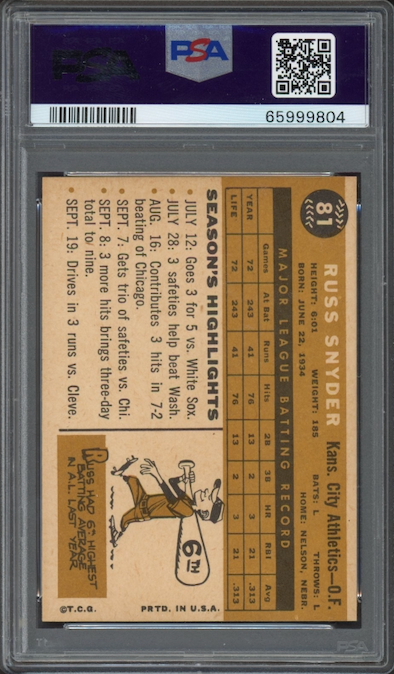 PSA
PSA
65999804
81
RUSS SNYDER Kans. City Athletics—O.F.
HEIGHT: 6:01 WEIGHT: 185 BATS: L THROWS: L
BORN: JUNE 22, 1934 HOME: NELSON, NEBR.
MAJOR LEAGUE BATTING RECORD
Games At Bat Runs Hits 2B 3B HR RBI Avg
YEAR 72 243 41 76 13 2 3 21 .313
LIFE 72 243 41 76 13 2 3 21 .313
SEASON'S HIGHLIGHTS
• JULY 12: Goes 3 for 5 vs. White Sox.
• JULY 28: 3 safeties help beat Wash.
• AUG. 16: Contributes 3 hits in 7-2
beating of Chicago.
• SEPT. 7: Gets trio of safeties vs. Chi.
• SEPT. 8: 3 more hits brings three-day
total to nine.
• SEPT. 19: Drives in 3 runs vs. Cleve.
6TH
RUSS HAD 6TH HIGHEST
BATTING AVERAGE
IN A.L. LAST YEAR
©T.C.G. PRTD. IN U.S.A.
PSA